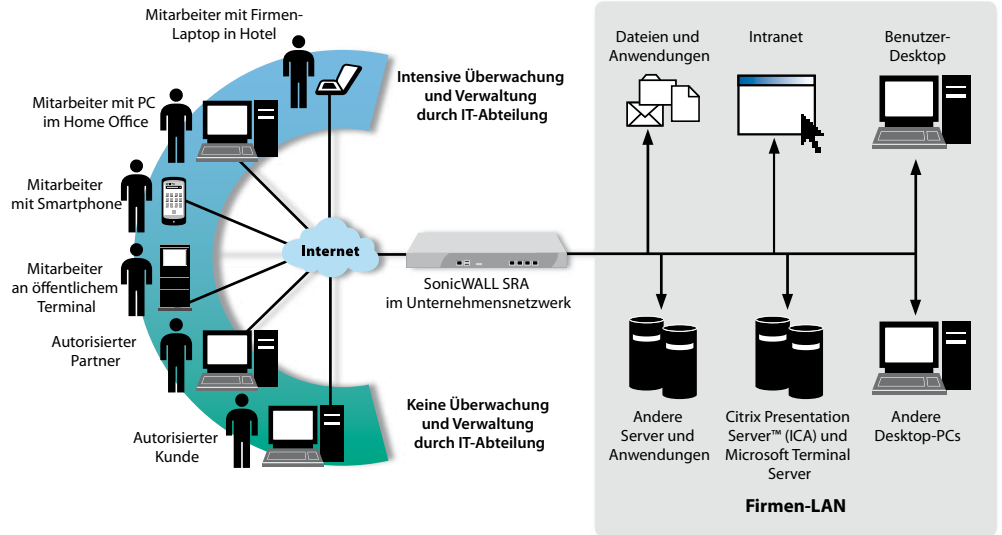 Mitarbeiter mit Firmen-
Laptop in Hotel
Mitarbeiter mit PC
im Home Office
Mitarbeiter
mit Smartphone
Mitarbeiter
an öffentlichem
Terminal
Autorisierter
Partner
Autorisierter
Kunde
Intensive Überwachung
und Verwaltung
durch IT-Abteilung
Internet
SonicWALL SRA
im Unternehmensnetzwerk
Keine Überwachung
und Verwaltung
durch IT-Abteilung
Dateien und
Anwendungen
Intranet
Benutzer-
Desktop
Andere
Server und
Anwendungen
Citrix Presentation
Server™ (ICA) und
Microsoft Terminal
Server
Andere
Desktop-PCs
Firmen-LAN